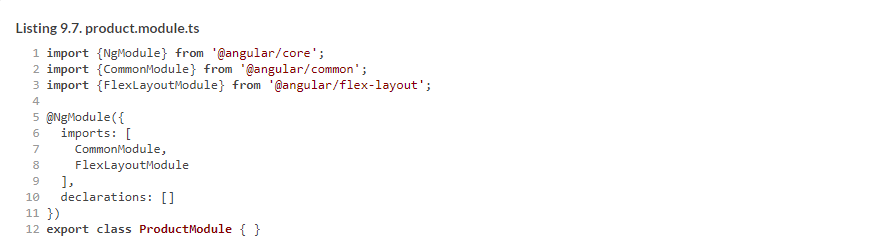 Listing 9.7. product.module.ts
1 import {NgModule} from '@angular/core';
2 import {CommonModule} from '@angular/common';
3 import {FlexLayoutModule} from '@angular/flex-layout';
4
5 @NgModule({
6   imports: [
7     CommonModule,
8     FlexLayoutModule
9   ],
10   declarations: []
11 })
12 export class ProductModule { }